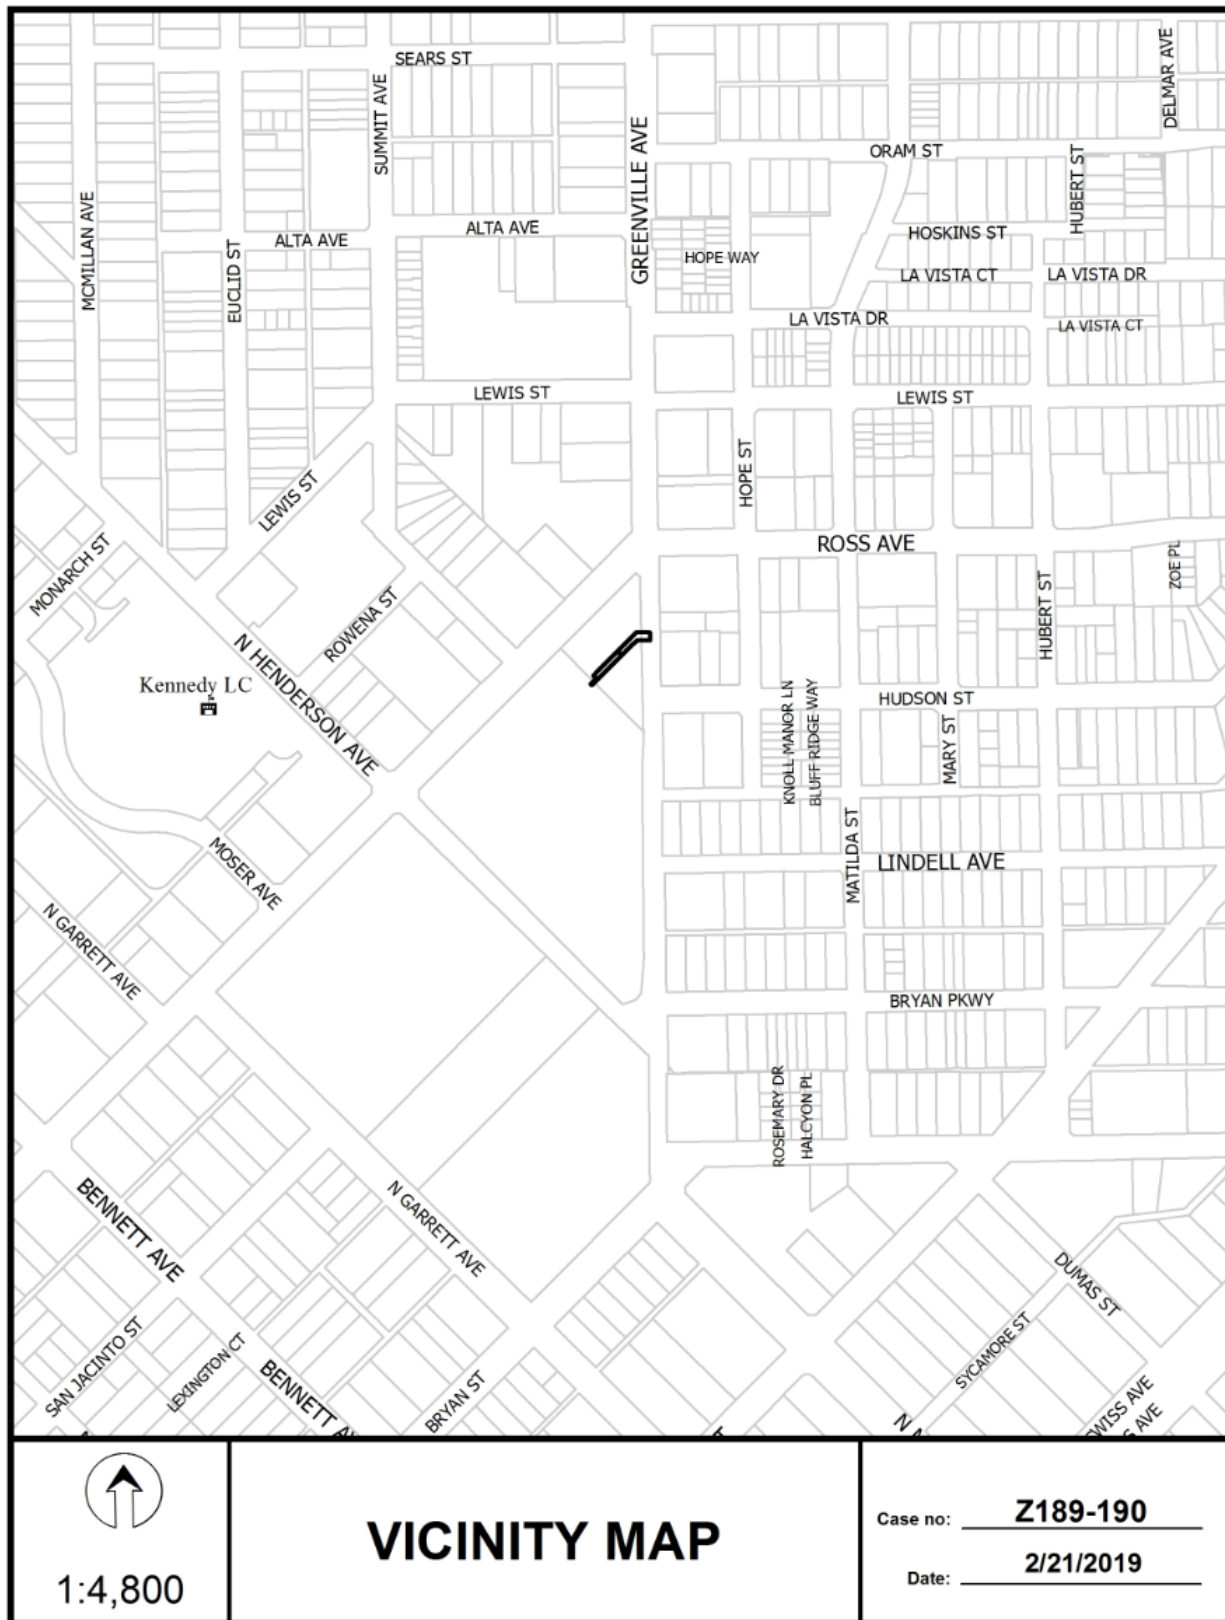 SEARS ST
DELMAR AVE
SUMMIT AVE
GREENVILLE AVE
ORAM ST
HUBERT ST
MCMILLAN AVE
ALTA AVE
ALTA AVE
HOSKINS ST
EUCLID ST
HOPE WAY
LA VISTA CT
LA VISTA DR
LA VISTA DR
LA VISTA CT
LEWIS ST
LEWIS ST
HOPE ST
LEWIS ST
ROSS AVE
ZOE PL
MONARCH ST
HUBERT ST
ROWENA ST
N HENDERSON AVE
Kennedy LC
KNOLL MANOR LN
BLUFF RIDGE WAY
HUDSON ST
MARY ST
MATILDA ST
LINDELL AVE
MOSER AVE
N GARRETT AVE
BRYAN PKWY
ROSEMARY DR
HALCYON PL
N GARRETT AVE
BENNETT AVE
DUMAS ST
SAN JACINTO ST
LEXINGTON CT
BENNETT AV
BRYAN ST
SYCAMORE ST
SWISS AVE
S AVE
1:4,800
VICINITY MAP
Case no: Z189-190
Date: 2/21/2019